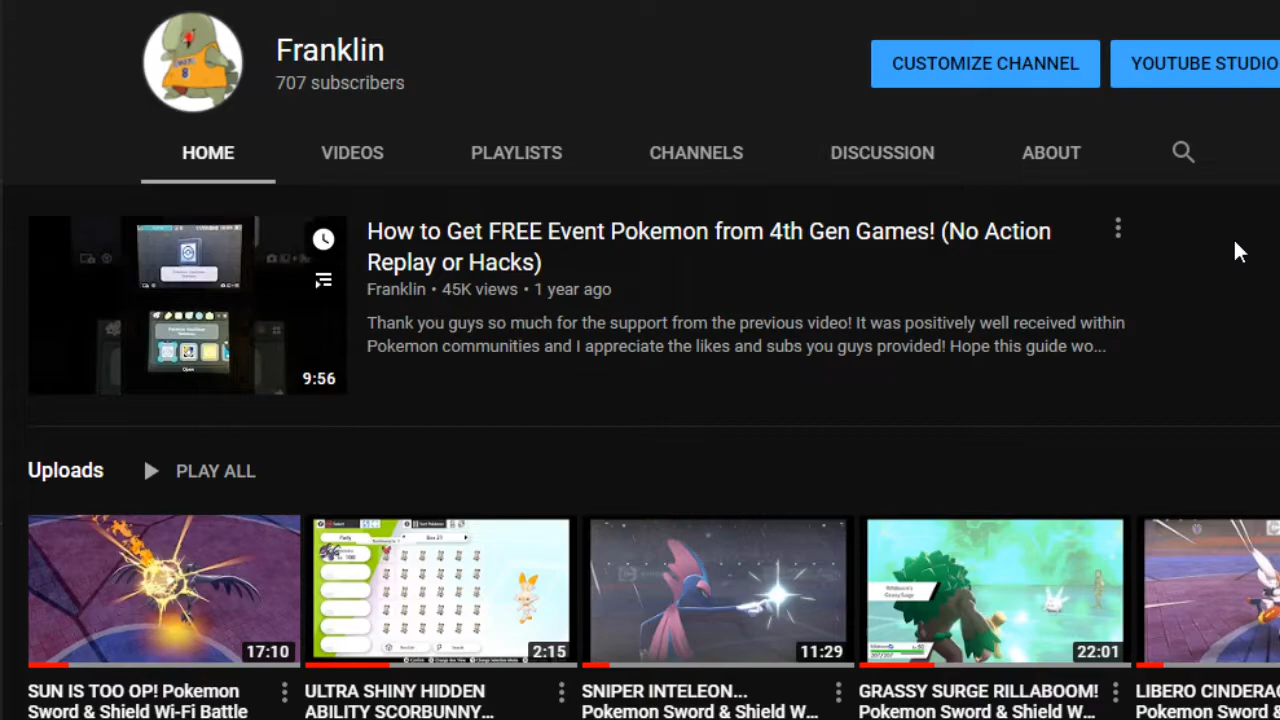 Franklin
707 subscribers
CUSTOMIZE CHANNEL
YOUTUBE STUDIO
HOME
VIDEOS
PLAYLISTS
CHANNELS
DISCUSSION
ABOUT
How to Get FREE Event Pokemon from 4th Gen Games! (No Action
Replay or Hacks)
Franklin • 45K views • 1 year ago
Thank you guys so much for the support from the previous video! It was positively well received within
Pokemon communities and I appreciate the likes and subs you guys provided! Hope this guide wo...
9:56
Uploads
PLAY ALL
17:10
2:15
11:29
Rillaboom's
Grassy Surge
22:01
SUN IS TOO OP! Pokemon
Sword & Shield Wi-Fi Battle
ULTRA SHINY HIDDEN
ABILITY SCORBUNNY...
SNIPER INTELEON...
Pokemon Sword & Shield W...
GRASSY SURGE RILLABOOM!
Pokemon Sword & Shield W...
LIBERO CINDERAC
Pokemon Sword &